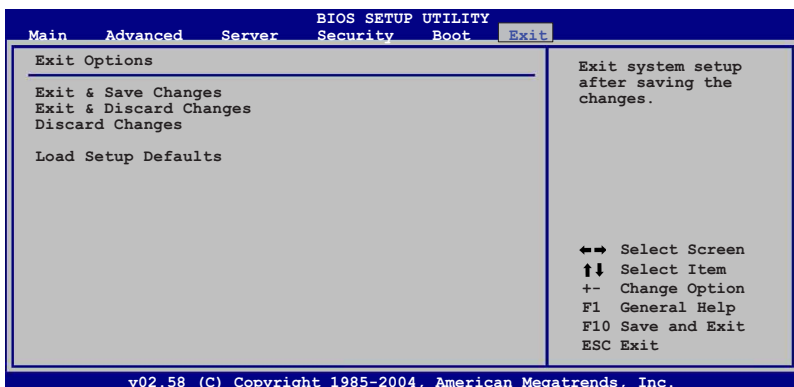 BIOS SETUP UTILITY
Main Advanced Server Security Boot Exit
Exit Options
Exit & Save Changes
Exit & Discard Changes
Discard Changes
Load Setup Defaults
Exit system setup
after saving the
changes.
←→ Select Screen
↑↓ Select Item
+- Change Option
F1 General Help
F10 Save and Exit
ESC Exit
v02.58 (C) Copyright 1985-2004, American Megatrends, Inc.